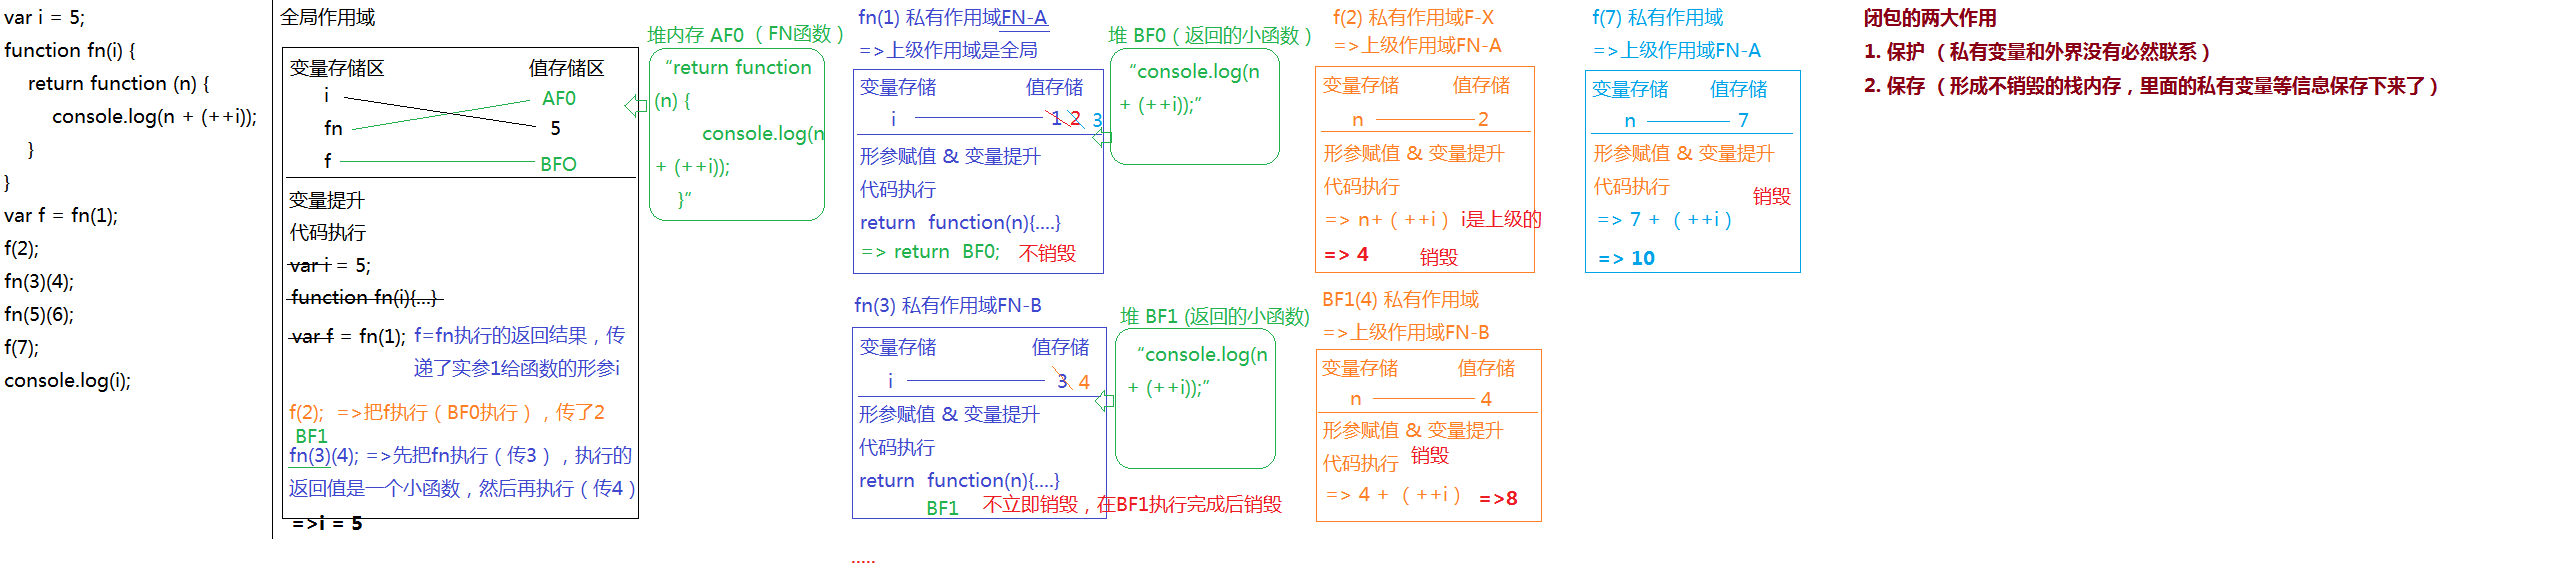 var i = 5;
function fn(i) {
return function (n) {
console.log(n + (++i));
}
}
var f = fn(1);
f(2);
fn(3)(4);
fn(5)(6);
f(7);
console.log(i);
全局作用域
变量存储区 值存储区
i AF0
fn 5
f BFO
变量提升
代码执行
var i = 5;
function fn(i){...}
var f = fn(1); f=fn执行的返回结果，传
递了实参1给函数的形参i
f(2); =>把f执行（BF0执行），传了2
BF1
fn(3)(4); =>先把fn执行（传3），执行的
返回值是一个小函数，然后再执行（传4）
=>i = 5
堆内存 AF0 （ FN函数 ）
“return function
(n) {
console.log(n
+ (++i));
}”
fn(1) 私有作用域FN-A
=>上级作用域是全局
变量存储 值存储
i 1 2 3
形参赋值 & 变量提升
代码执行
return function(n){....}
=> return BF0; 不销毁
堆 BF0（ 返回的小函数 ）
“console.log(n
+ (++i));”
f(2) 私有作用域F-X
=>上级作用域FN-A
变量存储 值存储
n 2
形参赋值 & 变量提升
代码执行
=> n+（ ++i ） i是上级的
=> 4 销毁
f(7) 私有作用域
=>上级作用域FN-A
变量存储 值存储
n 7
形参赋值 & 变量提升
代码执行
销毁
=> 7 + （ ++i ）
=> 10
fn(3) 私有作用域FN-B
变量存储 值存储
i 3 4
形参赋值 & 变量提升
代码执行
return function(n){....}
BF1 不立即销毁，在BF1执行完成后销毁
.....
堆 BF1 (返回的小函数)
“console.log(n
+ (++i));”
BF1(4) 私有作用域
=>上级作用域FN-B
变量存储 值存储
n 4
形参赋值 & 变量提升
代码执行 销毁
=> 4 + （ ++i ） =>8
闭包的两大作用
1. 保护 （ 私有变量和外界没有必然联系 ）
2. 保存 （ 形成不销毁的栈内存，里面的私有变量等信息保存下来了 ）